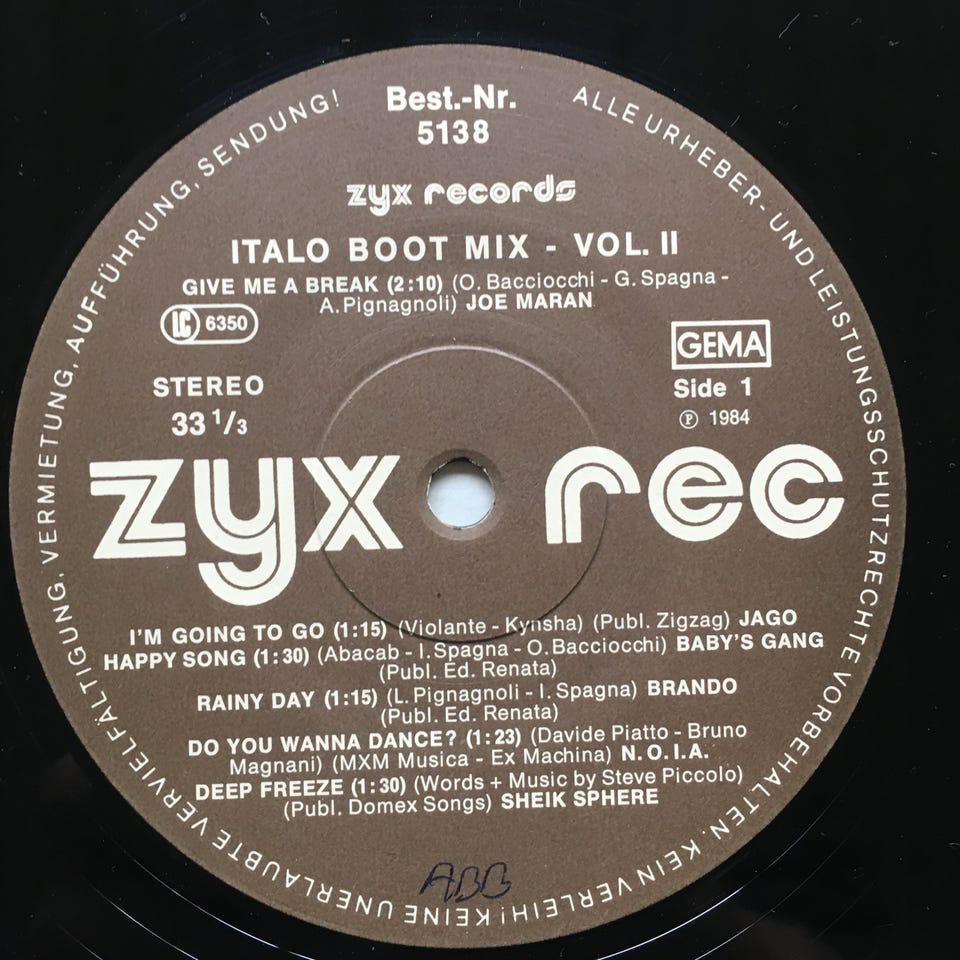 Best.-Nr.
5138
zyx records
ITALO BOOT MIX - VOL. II
GIVE ME A BREAK (2:10) (O. Bacciocchi - G. Spagna -
A. Pignagnoli) JOE MARAN
LC 6350
GEMA
STEREO
Side 1
33 1/3
℗ 1984
zyx rec
I'M GOING TO GO (1:15) (Violante - Kynsha) (Publ. Zigzag) JAGO
HAPPY SONG (1:30) (Abacab - I. Spagna - O. Bacciocchi) BABY'S GANG
(Publ. Ed. Renata)
RAINY DAY (1:15) (L. Pignagnoli - I. Spagna) BRANDO
(Publ. Ed. Renata)
DO YOU WANNA DANCE? (1:23) (Davide Piatto - Bruno
Magnani) (MXM Musica - Ex Machina) N.O.I.A.
DEEP FREEZE (1:30) (Words + Music by Steve Piccolo)
(Publ. Domex Songs) SHEIK SPHERE
ABB
ALLE URHEBER- UND LEISTUNGSSCHUTZRECHTE VORBEHALTEN. KEIN VERLEIH! KEINE UNERLAUBTE VERVIELFÄLTIGUNG, VERMIETUNG, AUFFÜHRUNG, SENDUNG!